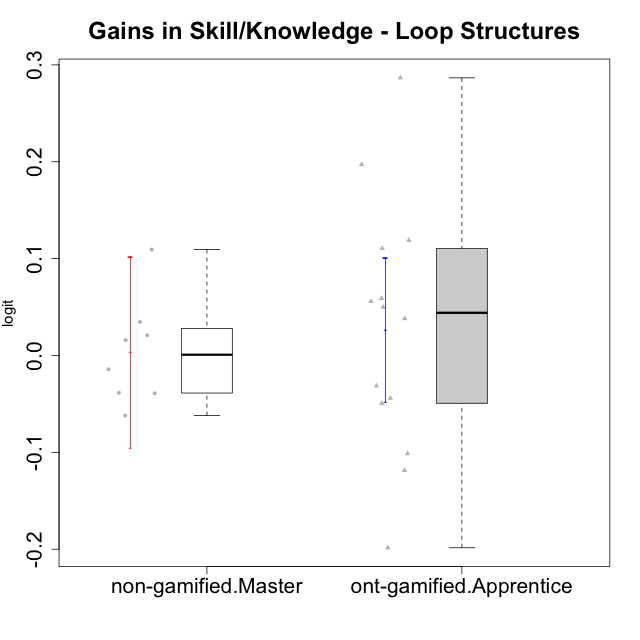 Gains in Skill/Knowledge - Loop Structures
logit
0.3
0.2
0.1
0.0
-0.1
-0.2
non-gamified.Master
ont-gamified.Apprentice